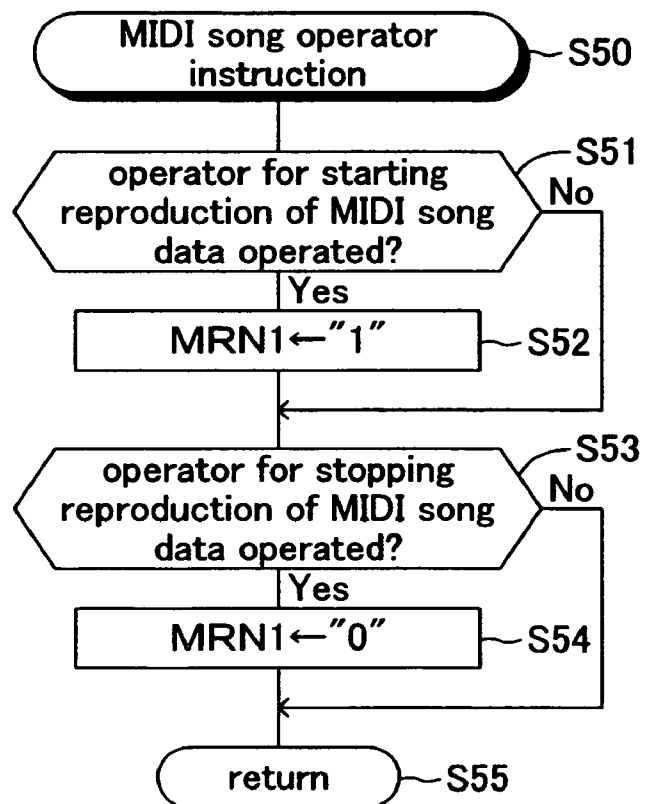 MIDI song operator
instruction
S50
S51
operator for starting
reproduction of MIDI song
data operated?
No
Yes
MRN1←"1"
S52
S53
operator for stopping
reproduction of MIDI song
data operated?
No
Yes
MRN1←"0"
S54
return
S55